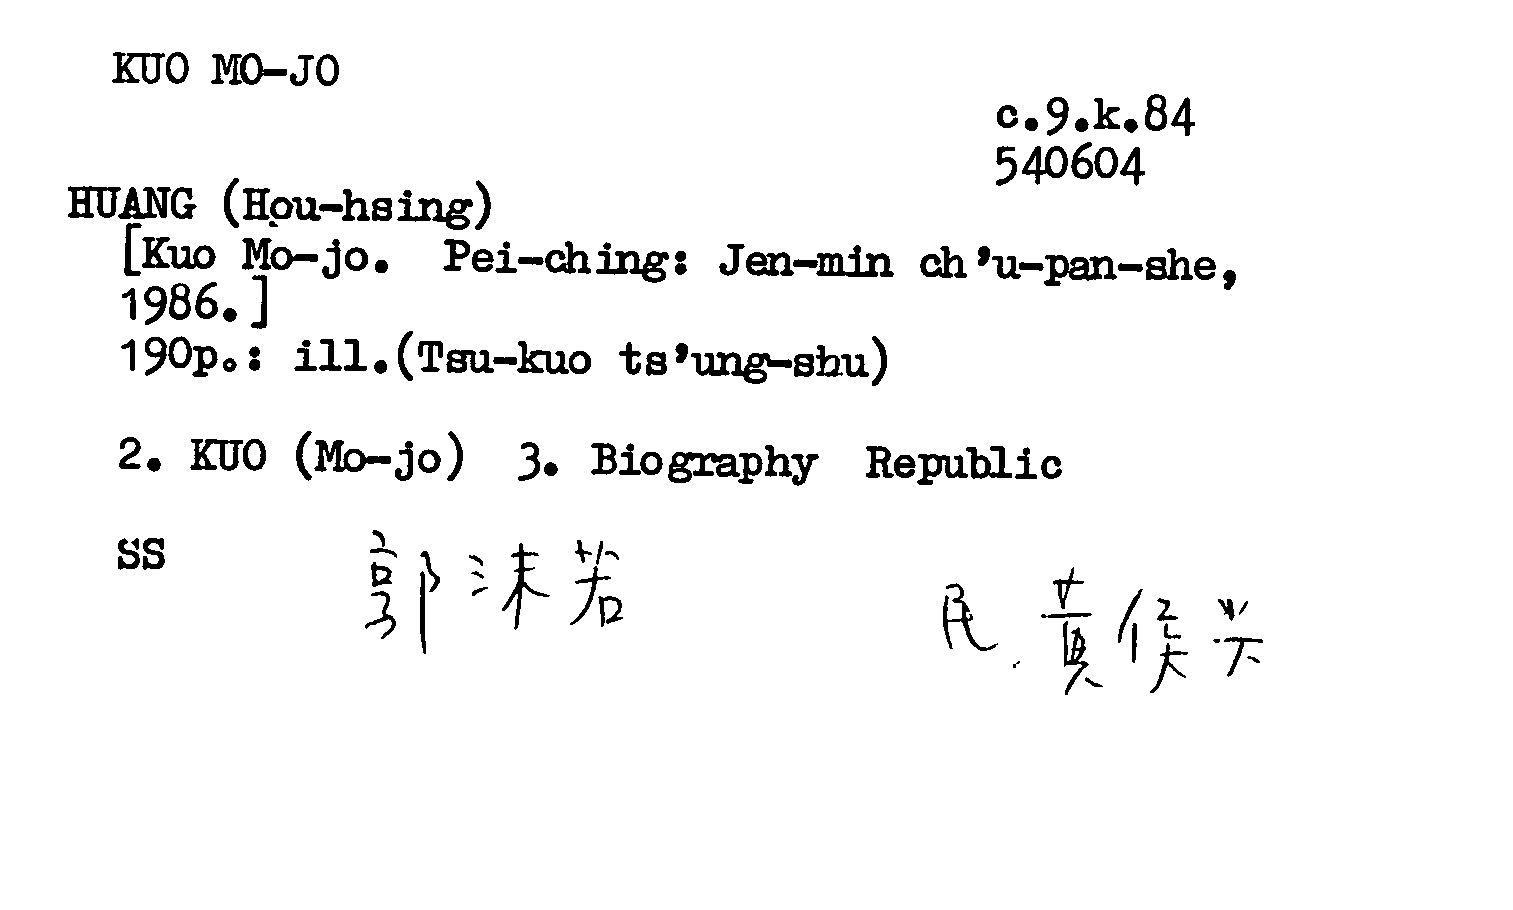 KUO MO-JO
c.9.k.84
540604
HUANG (Hou-hsing)
[Kuo Mo-jo. Pei-ching: Jen-min ch'u-pan-she,
1986.]
190p.: ill.(Tsu-kuo ts'ung-shu)
2. KUO (Mo-jo) 3. Biography Republic
SS 郭沫若
民. 黄侯兴